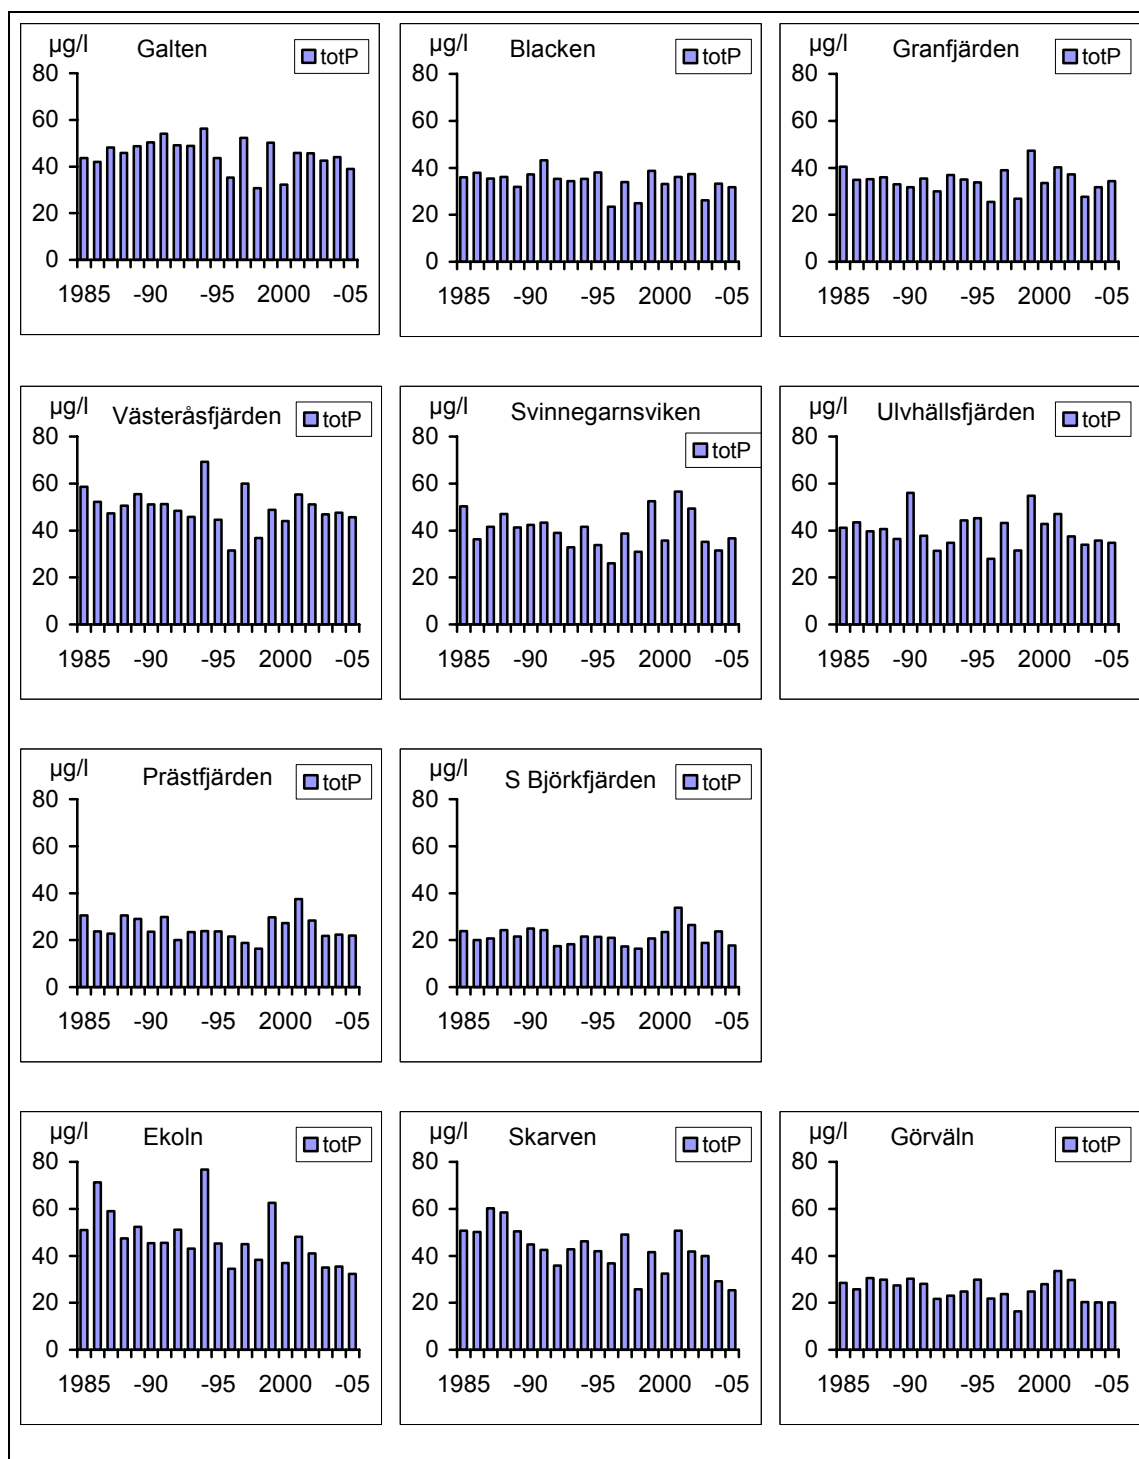 µg/l Galten totP
80
60
40
20
0
1985 -90 -95 2000 -05
µg/l Blacken totP
80
60
40
20
0
1985 -90 -95 2000 -05
µg/l Granfjärden totP
80
60
40
20
0
1985 -90 -95 2000 -05
µg/l Västeråsfjärden totP
80
60
40
20
0
1985 -90 -95 2000 -05
µg/l Svinnegarnsviken
totP
80
60
40
20
0
1985 -90 -95 2000 -05
µg/l Ulvhällsfjärden totP
80
60
40
20
0
1985 -90 -95 2000 -05
µg/l Prästfjärden totP
80
60
40
20
0
1985 -90 -95 2000 -05
µg/l S Björkfjärden totP
80
60
40
20
0
1985 -90 -95 2000 -05
µg/l Ekoln totP
80
60
40
20
0
1985 -90 -95 2000 -05
µg/l Skarven totP
80
60
40
20
0
1985 -90 -95 2000 -05
µg/l Görväln totP
80
60
40
20
0
1985 -90 -95 2000 -05